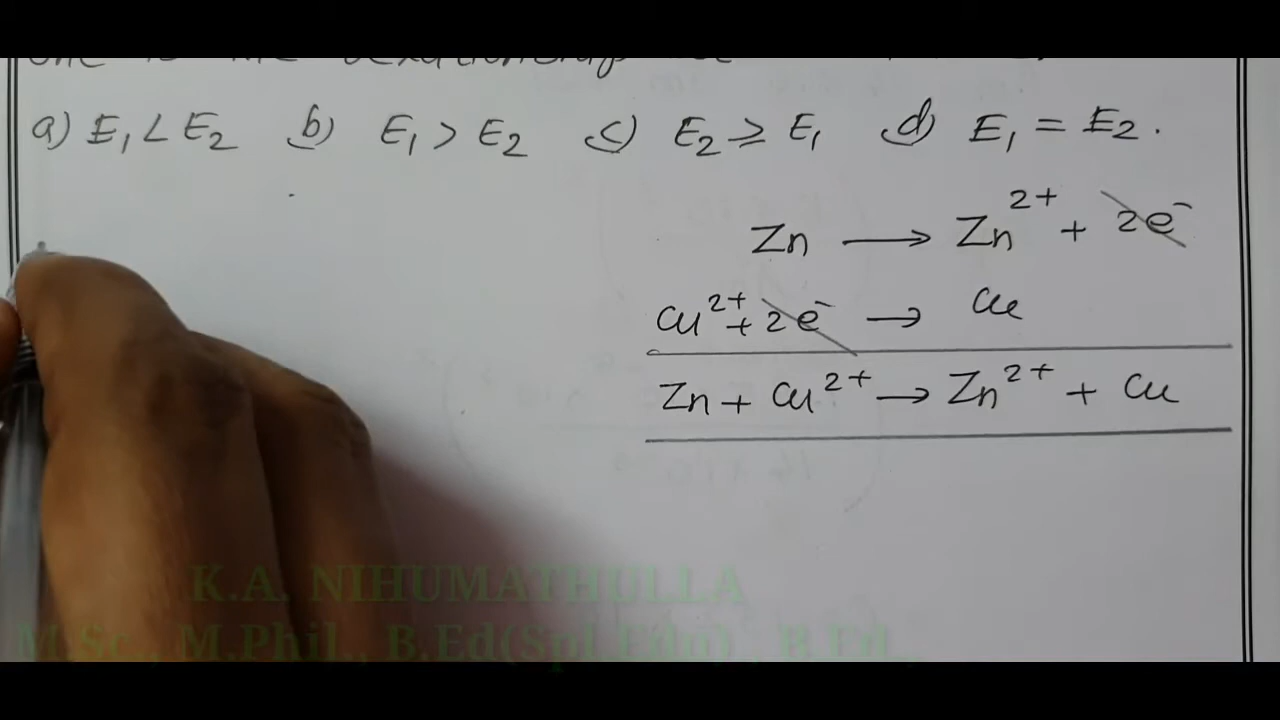 a) E₁ < E₂ b) E₁ > E₂ c) E₂ ≥ E₁ d) E₁ = E₂.
Zn → Zn²⁺ + 2e⁻
Cu²⁺ + 2e⁻ → Cu
Zn + Cu²⁺ → Zn²⁺ + Cu
K.A. NIHUMATHULLA
M.Sc., M.Phil., B.Ed(Spl.Edn)., B.Ed.,